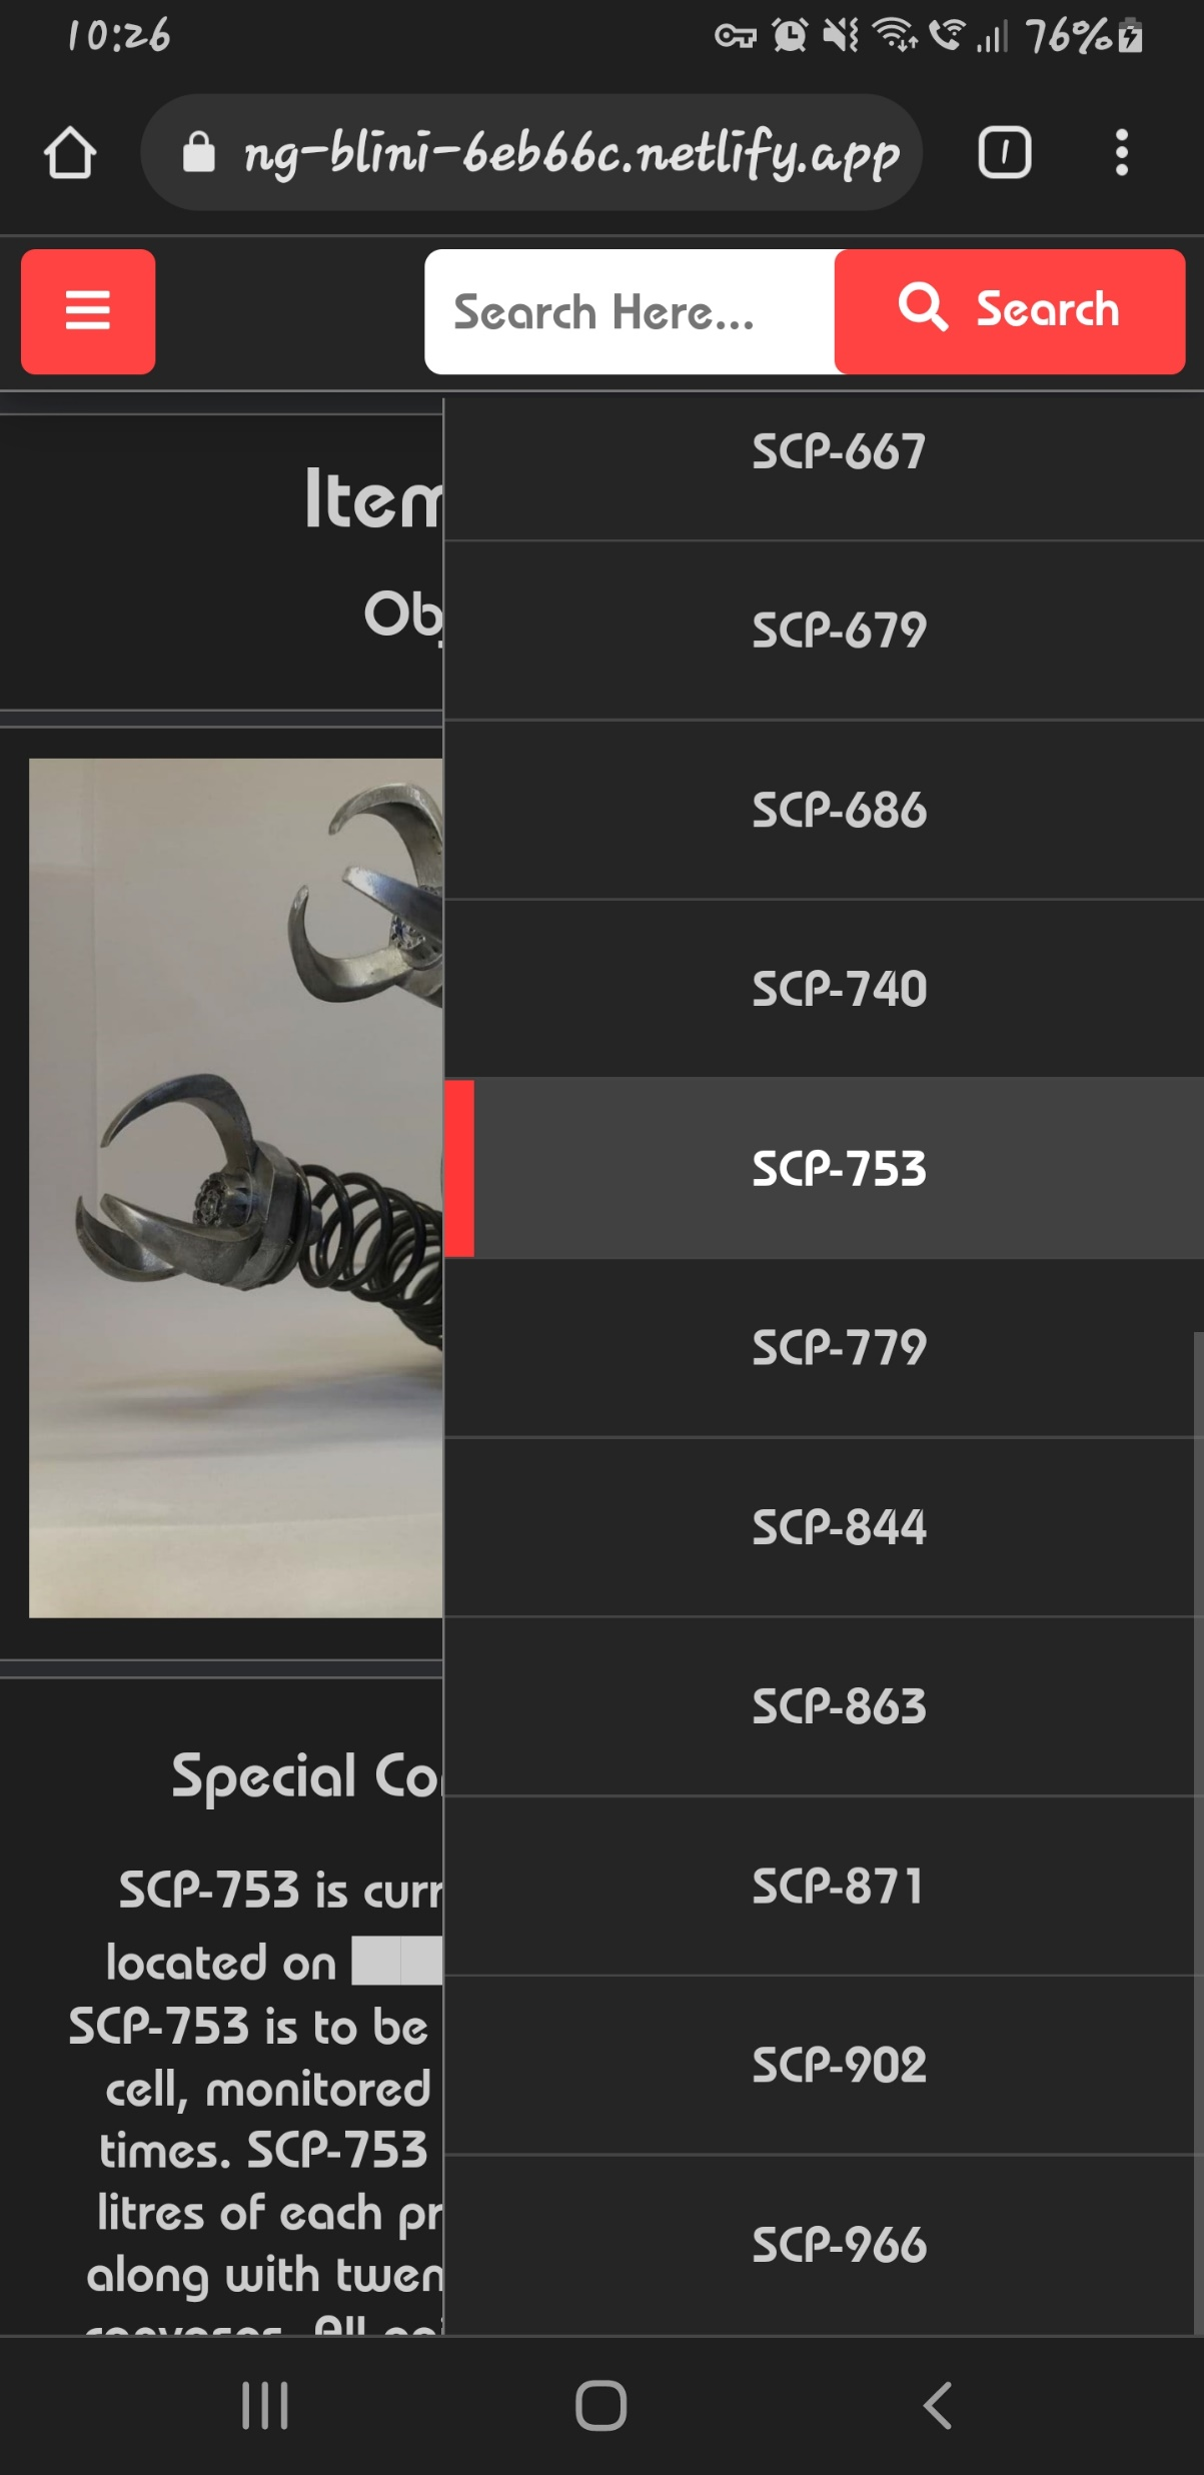 10:26
76%
ng-blini-6eb66c.netlify.app
1
Search Here...
Search
Item
Ob
Special Co
SCP-753 is curr
located on ██
SCP-753 is to be
cell, monitored
times. SCP-753
litres of each pr
along with twen
SCP-667
SCP-679
SCP-686
SCP-740
SCP-753
SCP-779
SCP-844
SCP-863
SCP-871
SCP-902
SCP-966